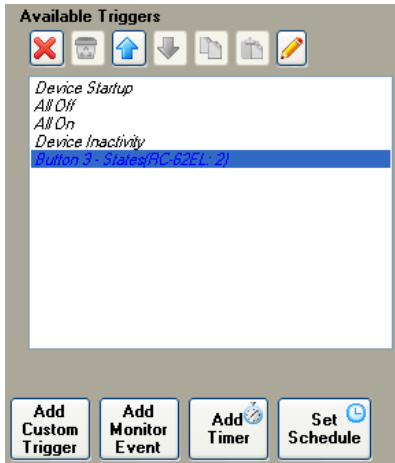 Available Triggers
Device Startup
All Off
All On
Device Inactivity
Button 3 - States(RC-62EL: 2)
Add Custom Trigger
Add Monitor Event
Add Timer
Set Schedule